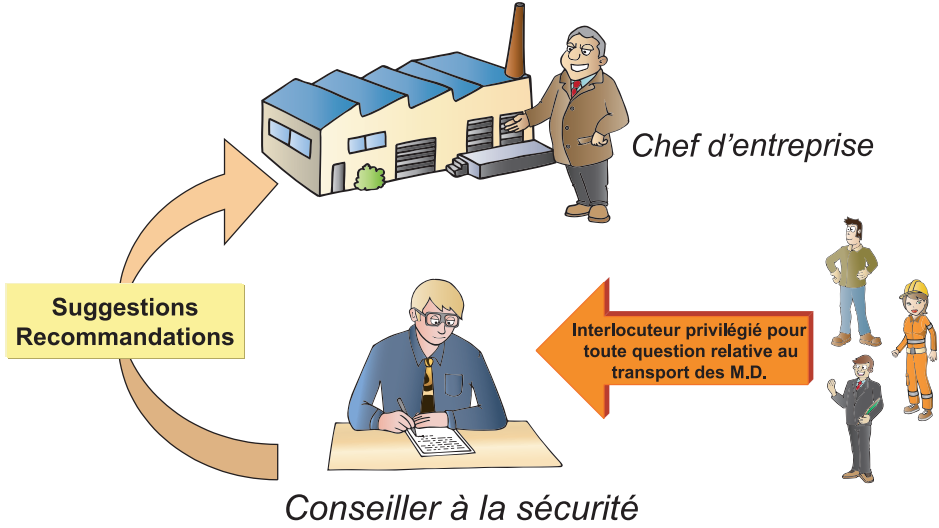 Chef d'entreprise
Suggestions
Recommandations
Interlocuteur privilégié pour
toute question relative au
transport des M.D.
Conseiller à la sécurité